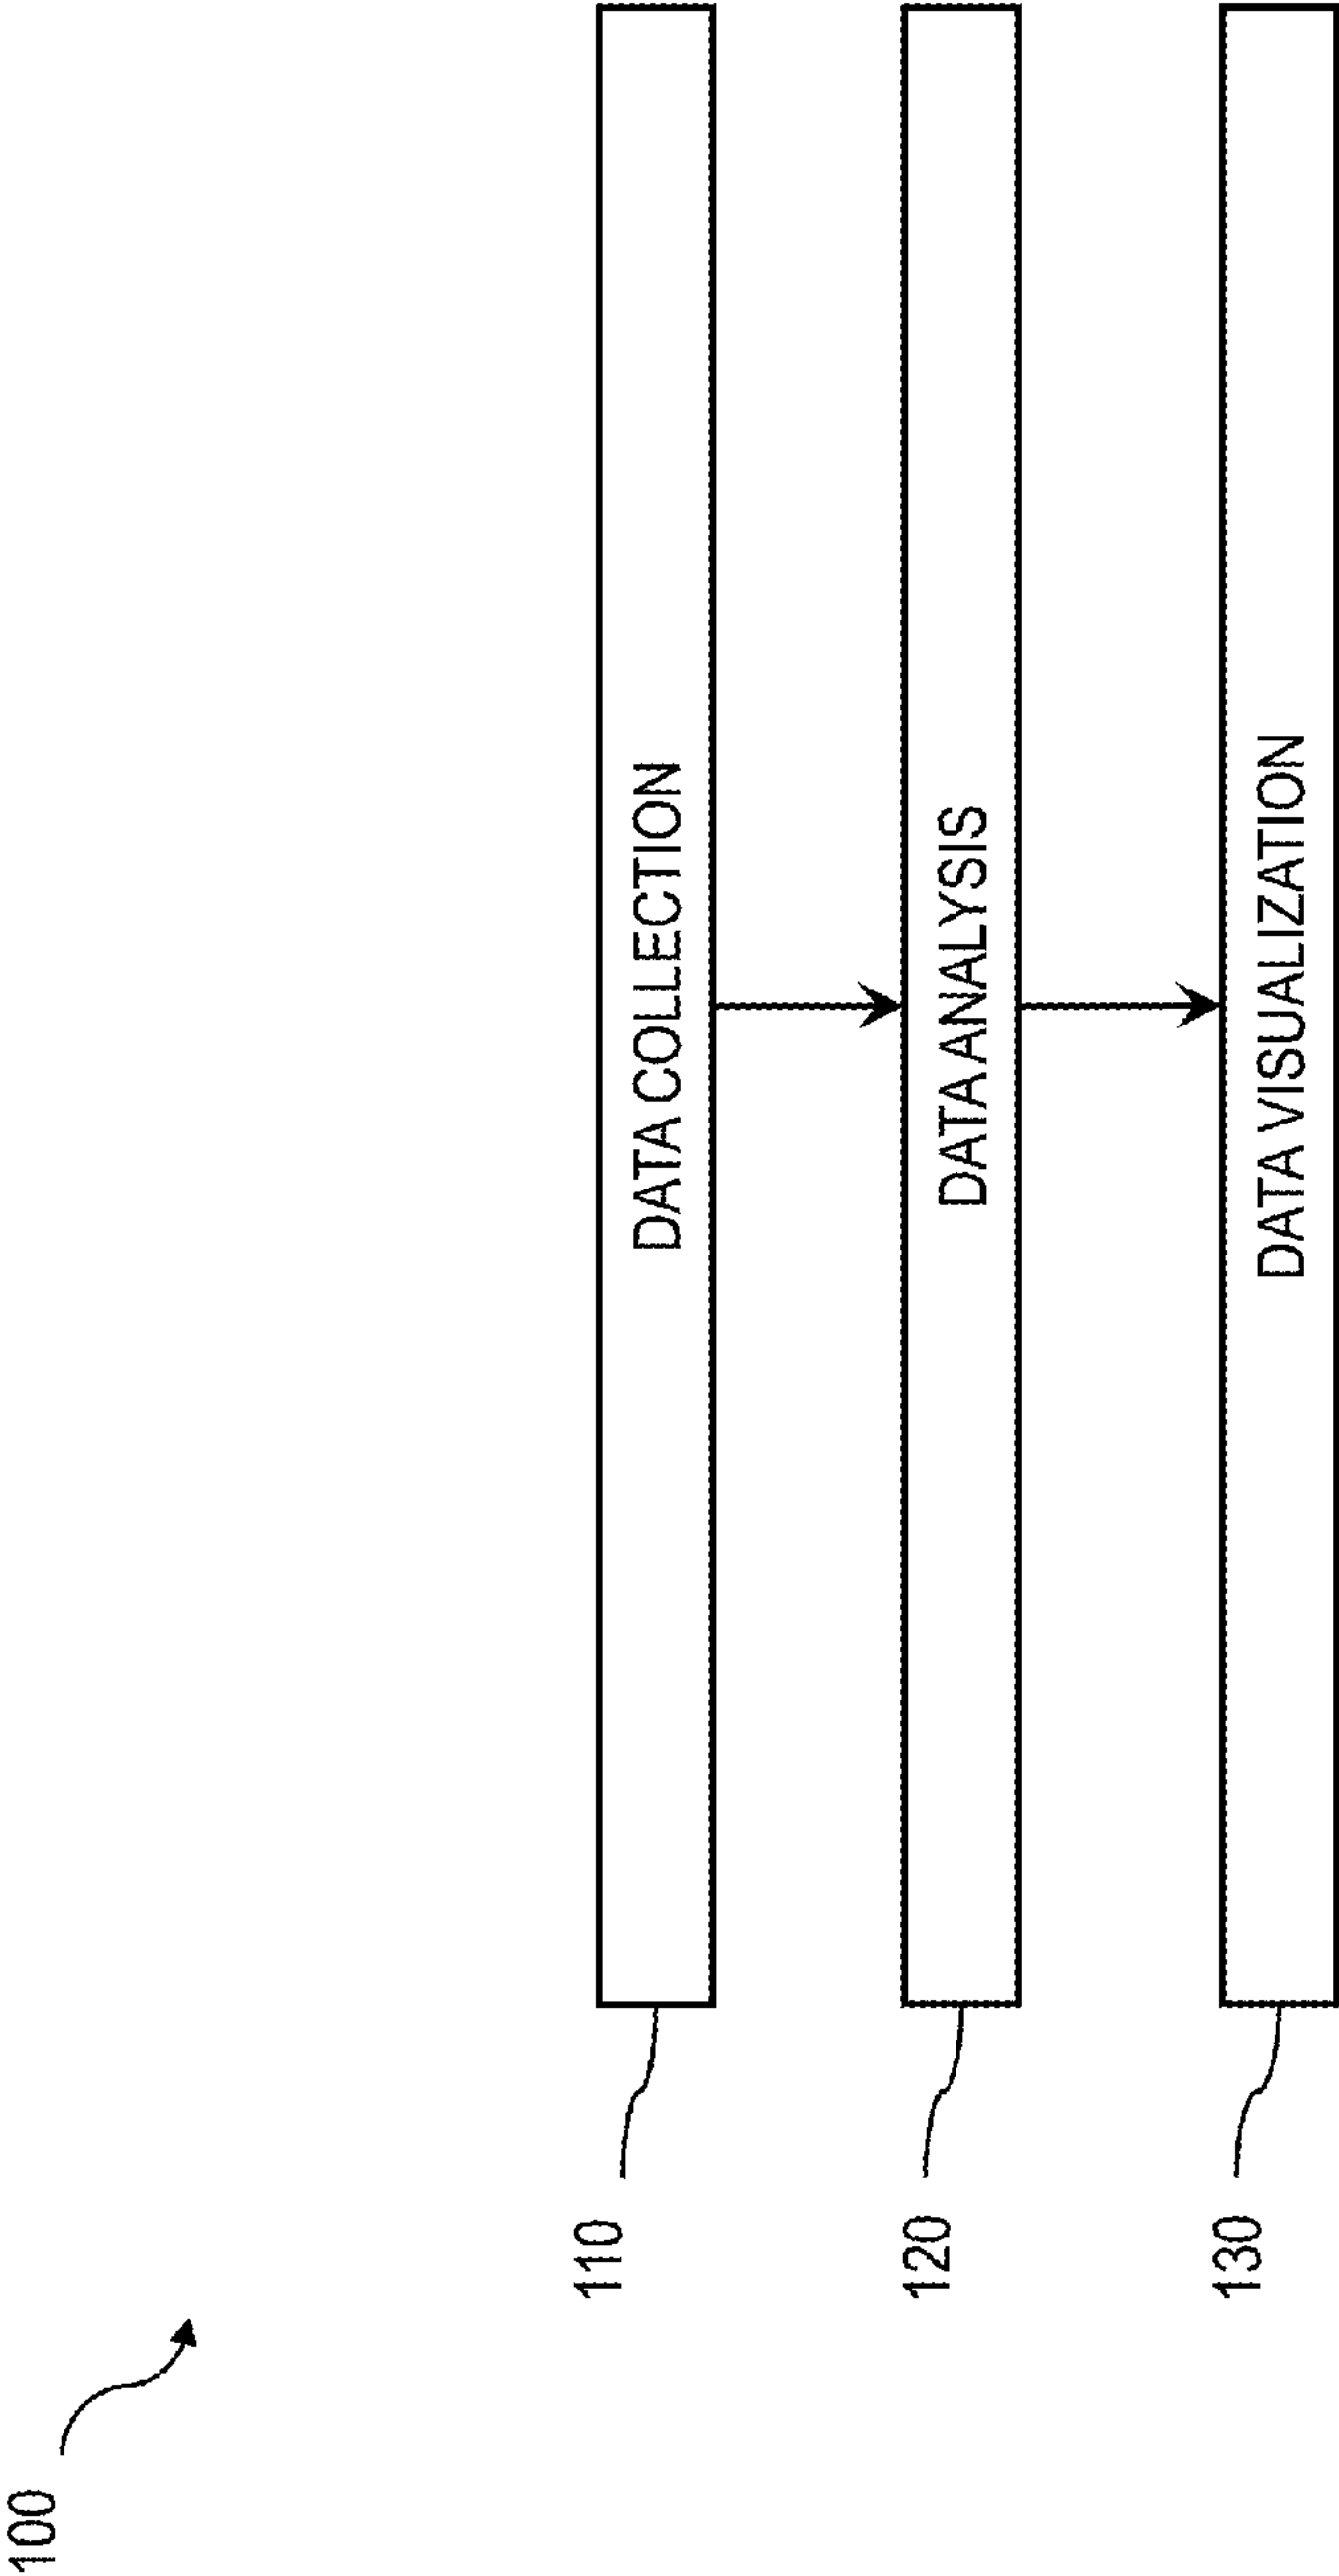 100
110
DATA COLLECTION
120
DATA ANALYSIS
130
DATA VISUALIZATION